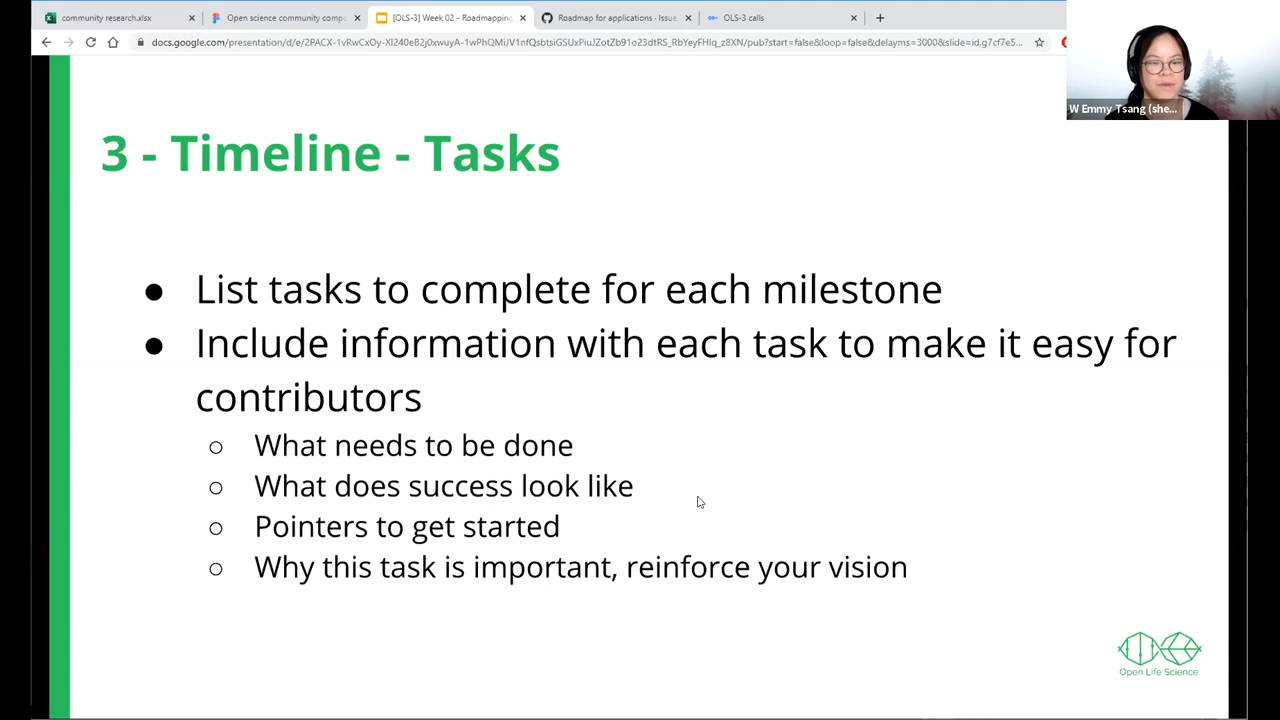 community research.xlsx
Open science community compo
[OLS-3] Week 02 - Roadmapping
Roadmap for applications · Issue
OLS-3 calls
W Emmy Tsang (she...
3 - Timeline - Tasks
● List tasks to complete for each milestone
● Include information with each task to make it easy for
contributors
○ What needs to be done
○ What does success look like
○ Pointers to get started
○ Why this task is important, reinforce your vision
Open Life Science